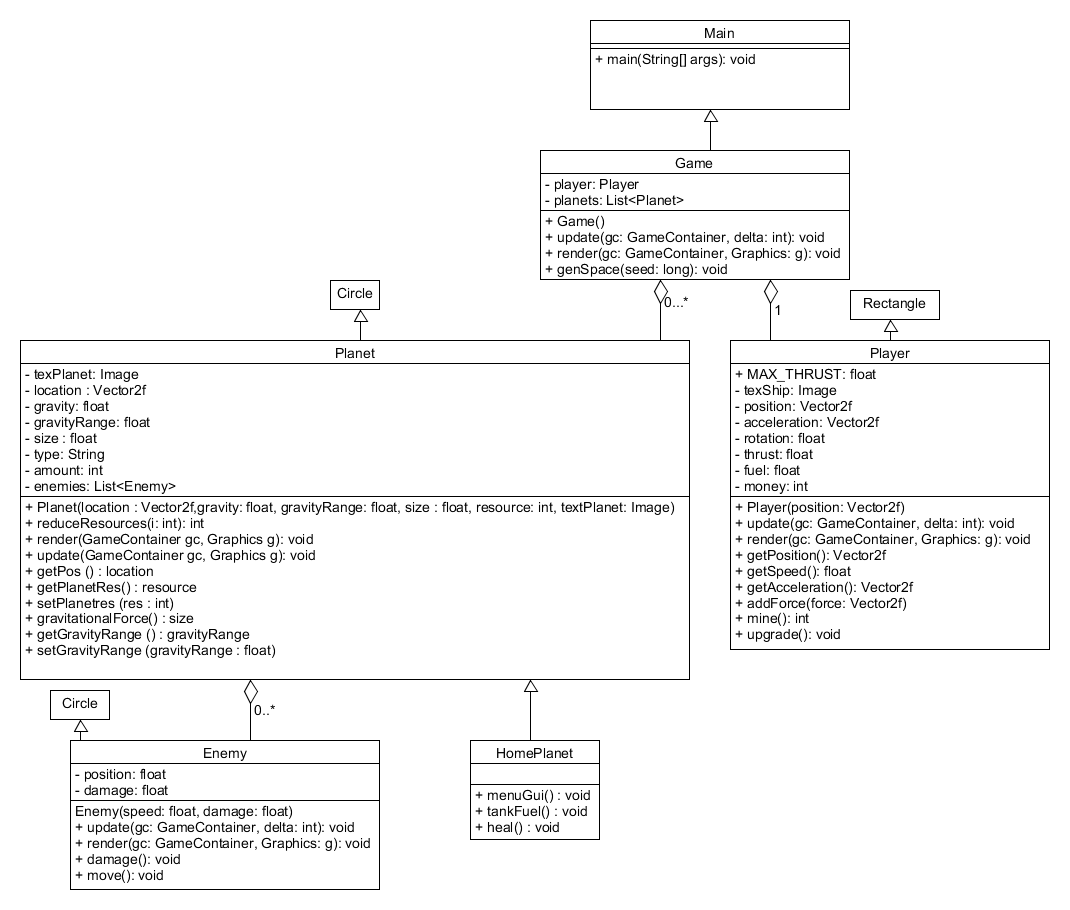 Main
+ main(String[] args): void
Game
- player: Player
- planets: List<Planet>
+ Game()
+ update(gc: GameContainer, delta: int): void
+ render(gc: GameContainer, Graphics: g): void
+ genSpace(seed: long): void
0...*
1
Circle
Rectangle
Planet
- texPlanet: Image
- location : Vector2f
- gravity: float
- gravityRange: float
- size : float
- type: String
- amount: int
- enemies: List<Enemy>
+ Planet(location : Vector2f,gravity: float, gravityRange: float, size : float, resource: int, textPlanet: Image)
+ reduceResources(i: int): int
+ render(GameContainer gc, Graphics g): void
+ update(GameContainer gc, Graphics g): void
+ getPos () : location
+ getPlanetRes() : resource
+ setPlanetres (res : int)
+ gravitationalForce() : size
+ getGravityRange () : gravityRange
+ setGravityRange (gravityRange : float)
Player
+ MAX_THRUST: float
- texShip: Image
- position: Vector2f
- acceleration: Vector2f
- rotation: float
- thrust: float
- fuel: float
- money: int
+ Player(position: Vector2f)
+ update(gc: GameContainer, delta: int): void
+ render(gc: GameContainer, Graphics: g): void
+ getPosition(): Vector2f
+ getSpeed(): float
+ getAcceleration(): Vector2f
+ addForce(force: Vector2f)
+ mine(): int
+ upgrade(): void
Circle
0..*
Enemy
- position: float
- damage: float
Enemy(speed: float, damage: float)
+ update(gc: GameContainer, delta: int): void
+ render(gc: GameContainer, Graphics: g): void
+ damage(): void
+ move(): void
HomePlanet
+ menuGui() : void
+ tankFuel() : void
+ heal() : void